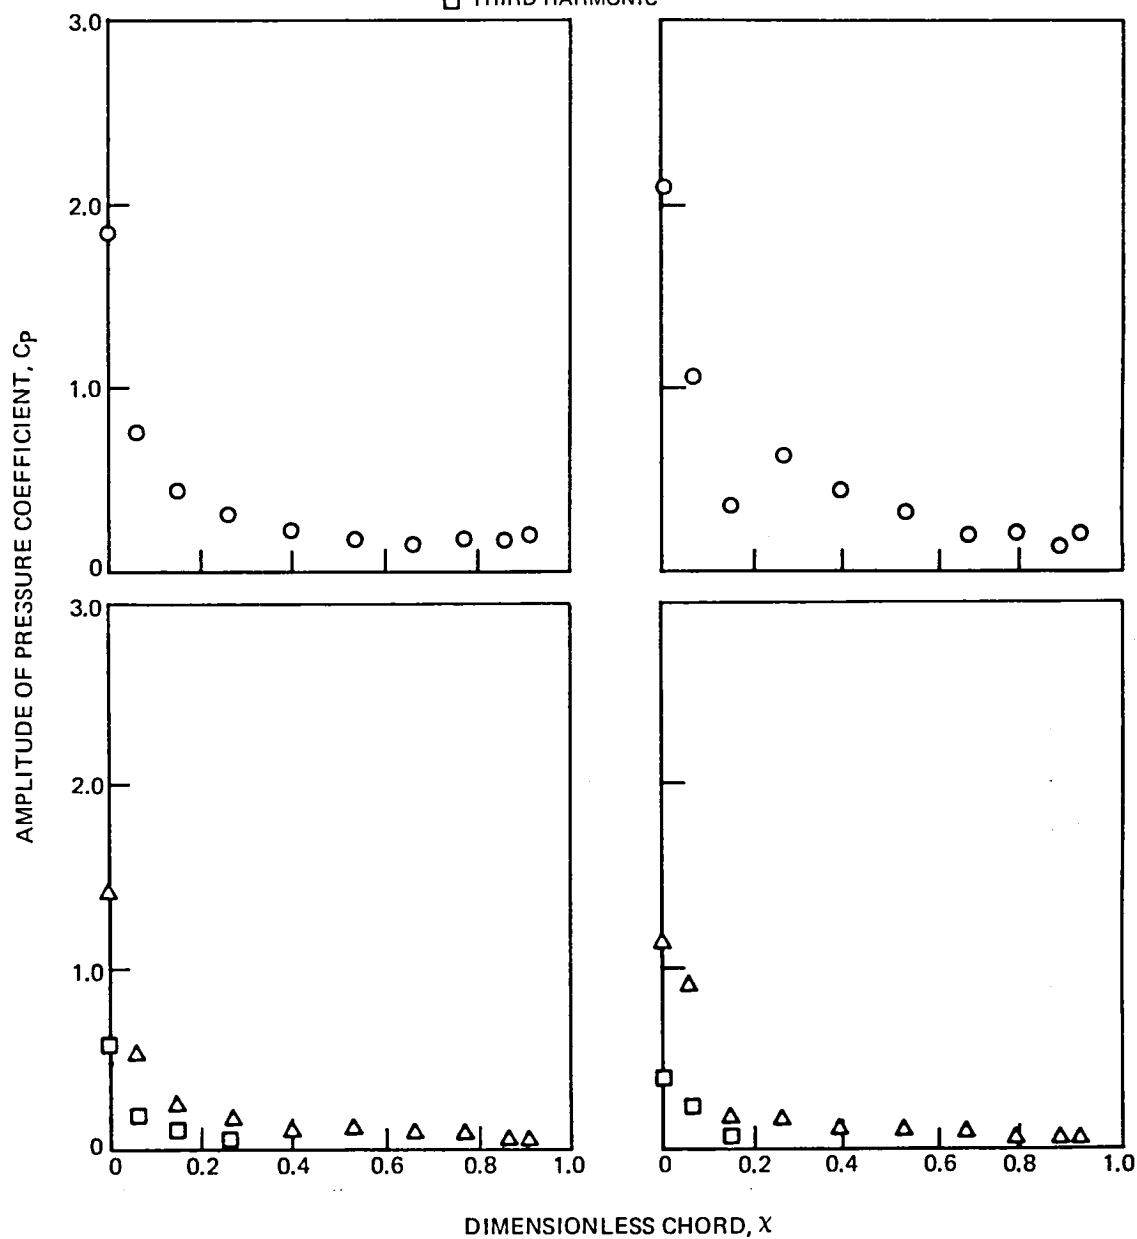 THIRD HARMONIC
3.0
2.0
1.0
0
AMPLITUDE OF PRESSURE COEFFICIENT, Cp
3.0
2.0
1.0
0
0 0.2 0.4 0.6 0.8 1.0
0 0.2 0.4 0.6 0.8 1.0
DIMENSIONLESS CHORD, χ